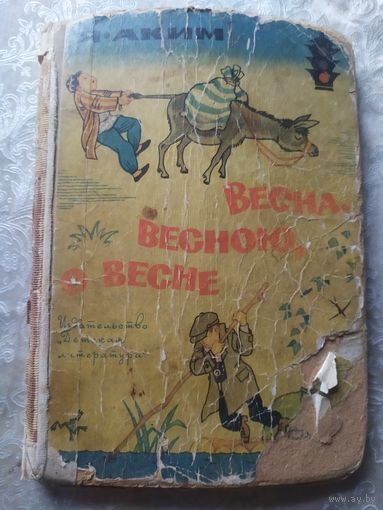 Я. АКИМ
ВЕСНА,
ВЕСНОЮ,
О ВЕСНЕ
Издательство
„Детская
литература“
www.ay.by